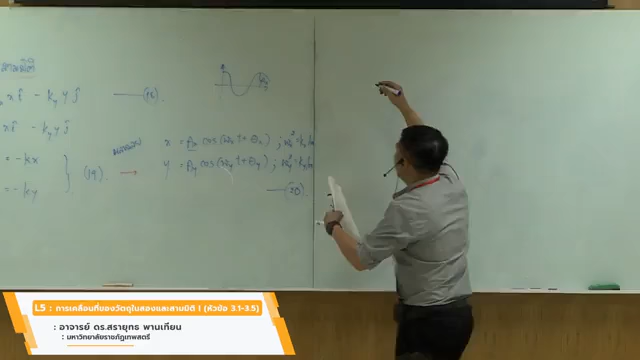 x î - k_y y ĵ ——— (18)
x î - k_y y ĵ
= -kx
= -ky
(19) →
x = A_x cos(ω_x t + θ_x) ; ω_x² =
y = A_y cos(ω_y t + θ_y) ; ω_y² =
——— (20)
L5 : การเคลื่อนที่ของวัตถุในสองและสามมิติ I (หัวข้อ 3.1-3.5)
: อาจารย์ ดร.สรายุทธ พานเทียน
: มหาวิทยาลัยราชภัฏเทพสตรี